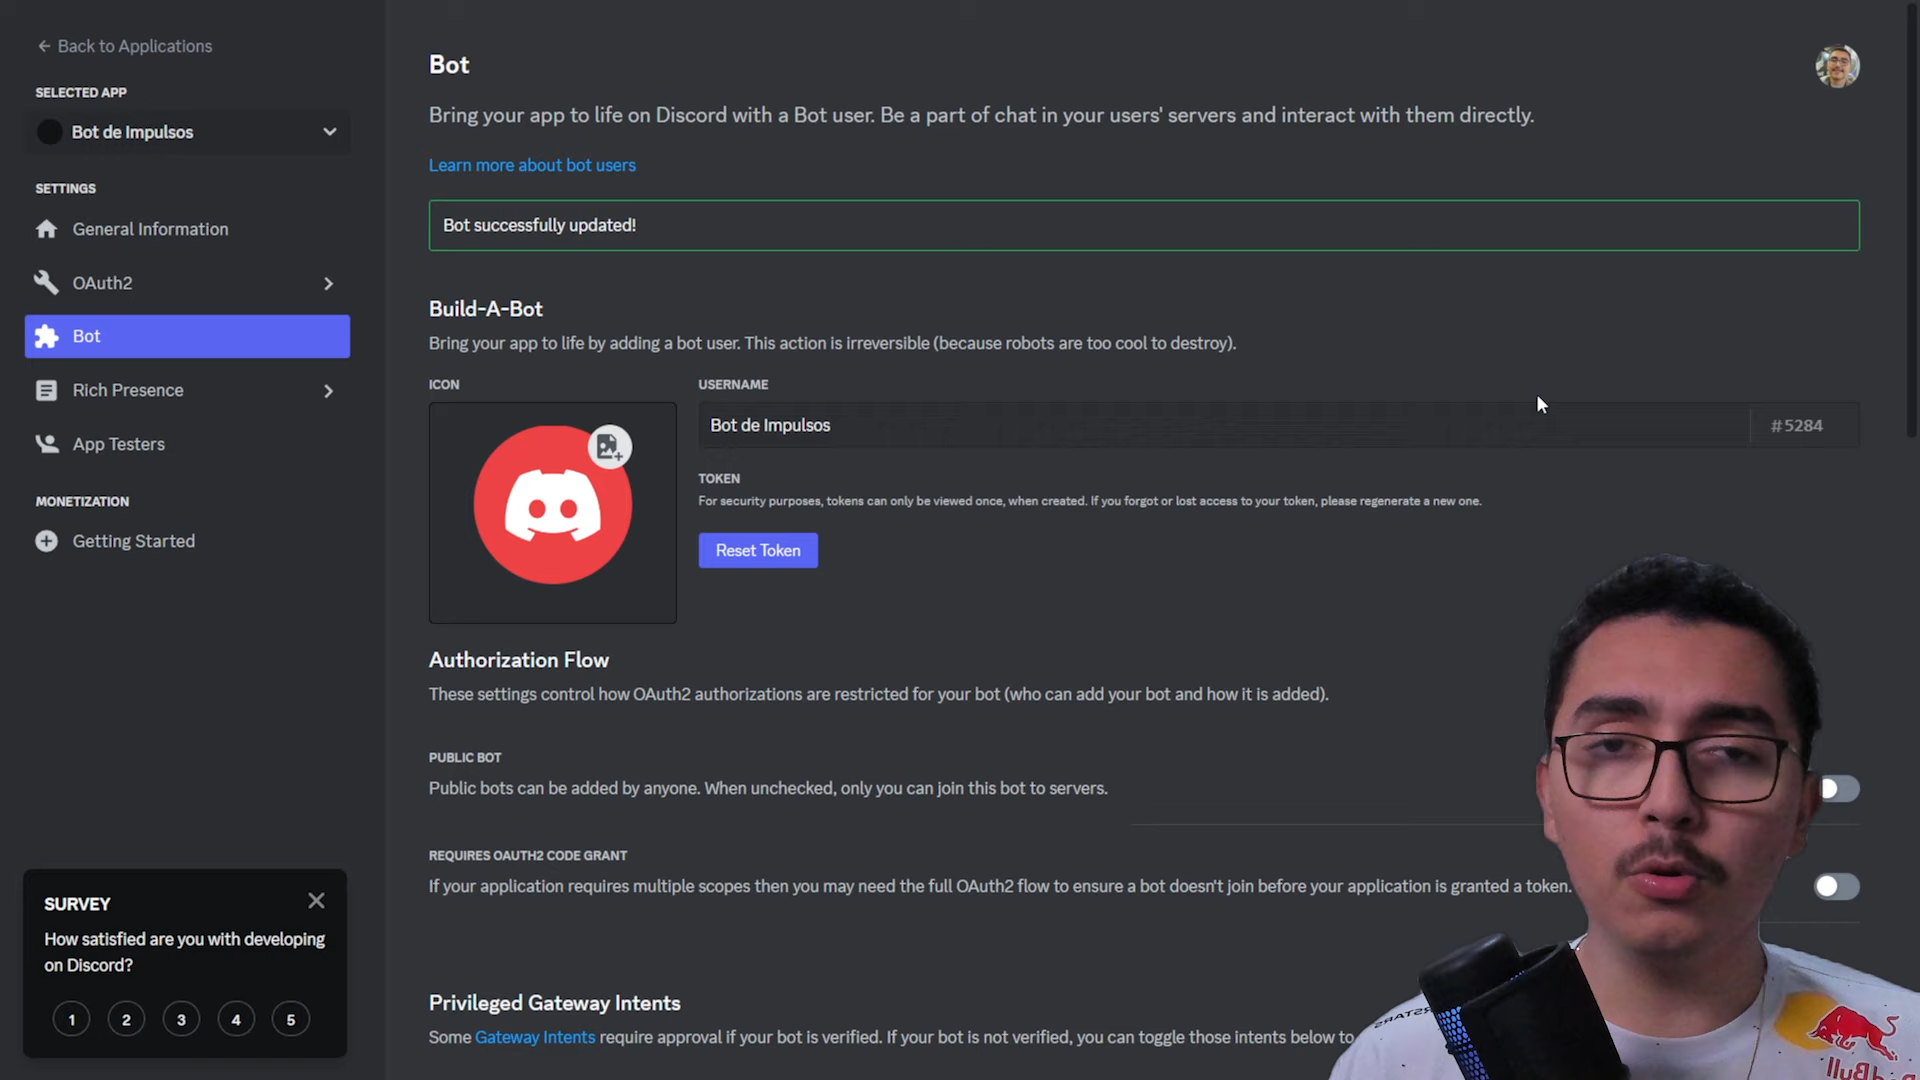 Back to Applications
SELECTED APP
Bot de Impulsos
SETTINGS
General Information
OAuth2
Bot
Rich Presence
App Testers
MONETIZATION
Getting Started
SURVEY
How satisfied are you with developing
on Discord?
1 2 3 4 5
Bot
Bring your app to life on Discord with a Bot user. Be a part of chat in your users' servers and interact with them directly.
Learn more about bot users
Bot successfully updated!
Build-A-Bot
Bring your app to life by adding a bot user. This action is irreversible (because robots are too cool to destroy).
ICON
USERNAME
Bot de Impulsos
#5284
TOKEN
For security purposes, tokens can only be viewed once, when created. If you forgot or lost access to your token, please regenerate a new one.
Reset Token
Authorization Flow
These settings control how OAuth2 authorizations are restricted for your bot (who can add your bot and how it is added).
PUBLIC BOT
Public bots can be added by anyone. When unchecked, only you can join this bot to servers.
REQUIRES OAUTH2 CODE GRANT
If your application requires multiple scopes then you may need the full OAuth2 flow to ensure a bot doesn't join before your application is granted a token.
Privileged Gateway Intents
Some Gateway Intents require approval if your bot is verified. If your bot is not verified, you can toggle those intents below to